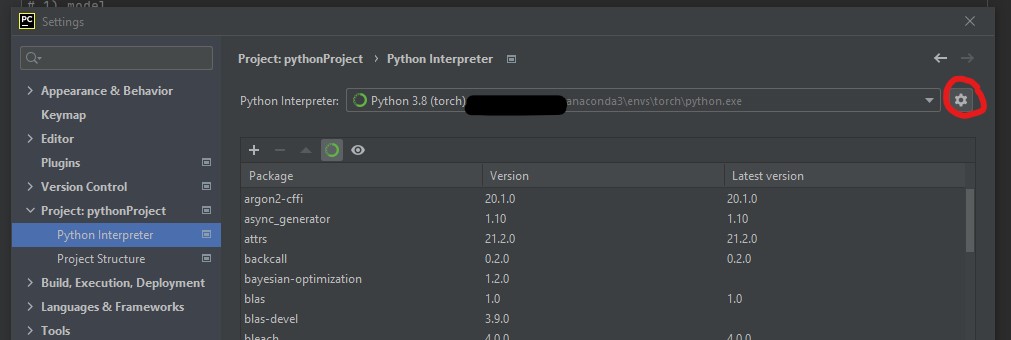 # 1) model
PC Settings
Project: pythonProject › Python Interpreter
Appearance & Behavior
Keymap
Editor
Plugins
Version Control
Project: pythonProject
Python Interpreter
Project Structure
Build, Execution, Deployment
Languages & Frameworks
Tools
Python Interpreter: Python 3.8 (torch) anaconda3\envs\torch\python.exe
Package Version Latest version
argon2-cffi 20.1.0 20.1.0
async_generator 1.10 1.10
attrs 21.2.0 21.2.0
backcall 0.2.0 0.2.0
bayesian-optimization 1.2.0
blas 1.0 1.0
blas-devel 3.9.0
bleach 4.0.0 4.0.0